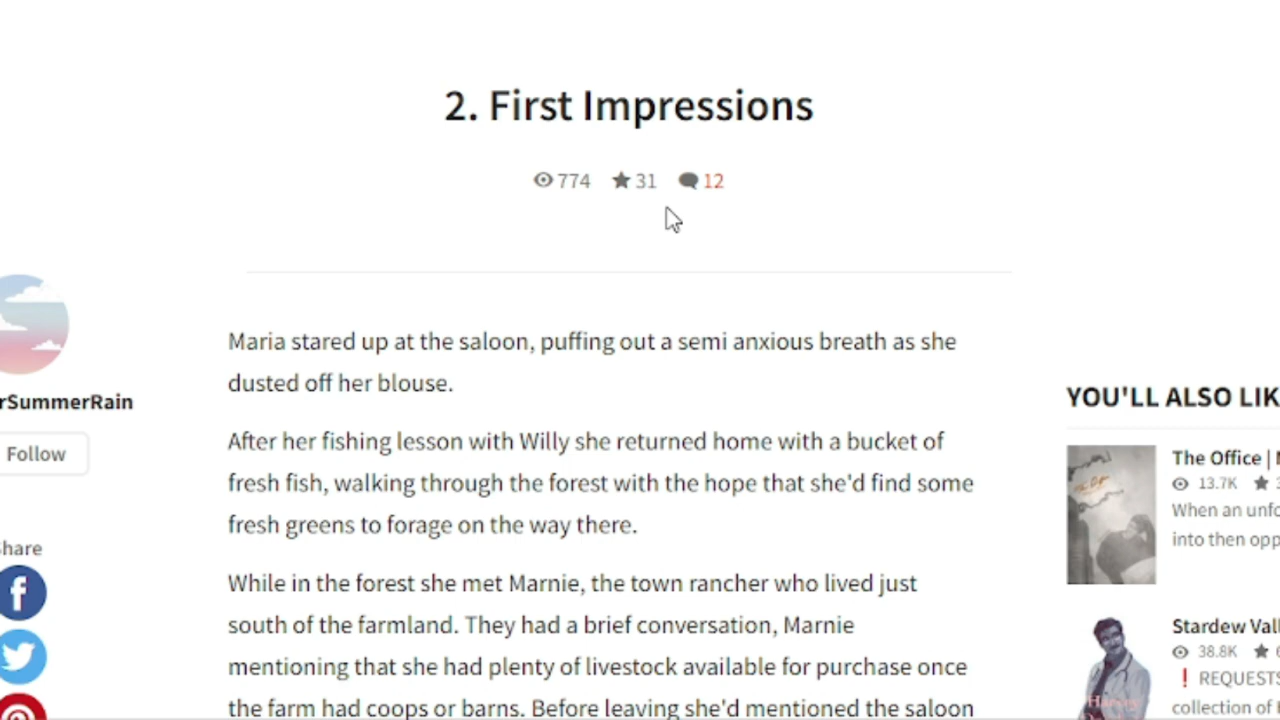 2. First Impressions
774 31 12
Maria stared up at the saloon, puffing out a semi anxious breath as she
dusted off her blouse.
After her fishing lesson with Willy she returned home with a bucket of
fresh fish, walking through the forest with the hope that she'd find some
fresh greens to forage on the way there.
While in the forest she met Marnie, the town rancher who lived just
south of the farmland. They had a brief conversation, Marnie
mentioning that she had plenty of livestock available for purchase once
the farm had coops or barns. Before leaving she'd mentioned the saloon
rSummerRain
Follow
Share
YOU'LL ALSO LIK
The Office |
13.7K
When an unfo
into then opp
Stardew Vall
38.8K 6
❗ REQUESTS
collection of